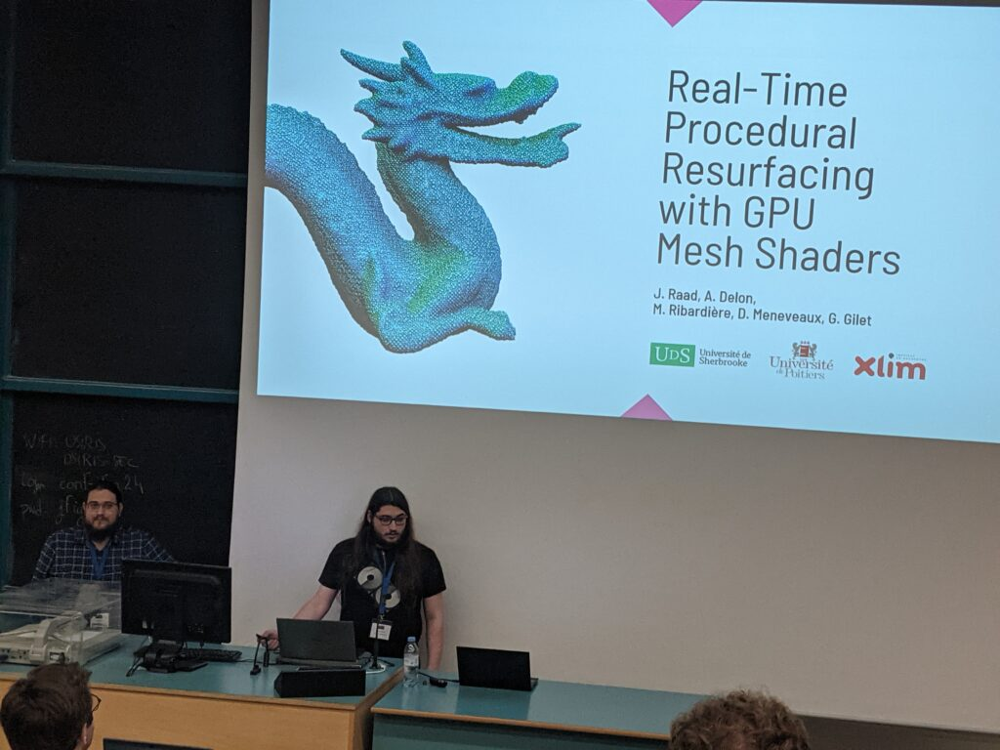 Real-Time
Procedural
Resurfacing
with GPU
Mesh Shaders
J. Raad, A. Delon,
M. Ribardière, D. Meneveaux, G. Gilet
UDS Université de
Sherbrooke
Université
de Poitiers
xlim